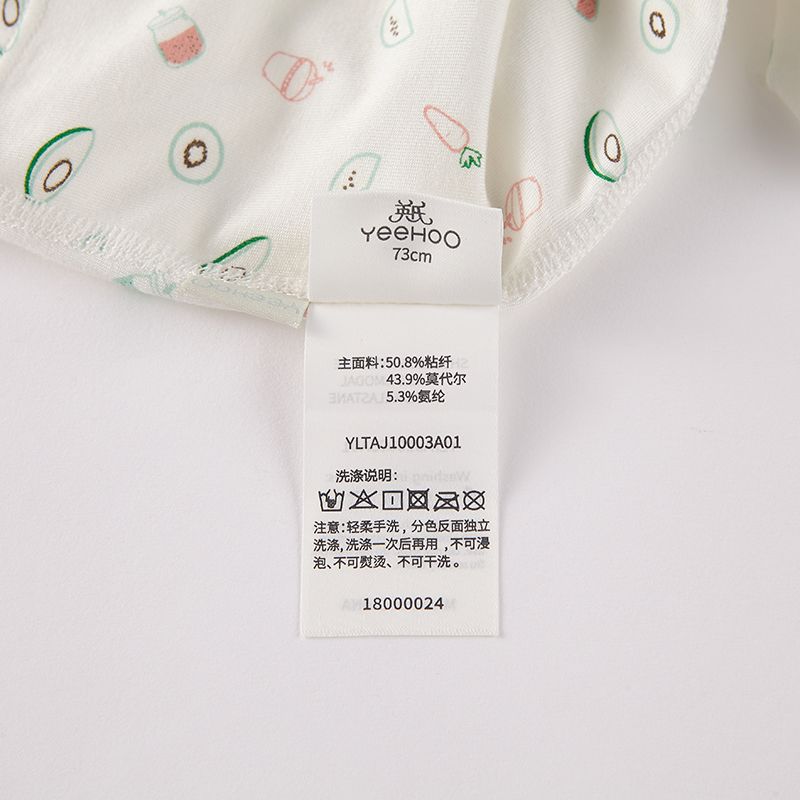 英氏
YeeHOO
73cm
YeeHOO
主面料:50.8%粘纤
43.9%莫代尔
5.3%氨纶
YLTAJ10003A01
洗涤说明:
注意:轻柔手洗,分色反面独立
洗涤,洗涤一次后再用,不可浸
泡、不可熨烫、不可干洗。
18000024